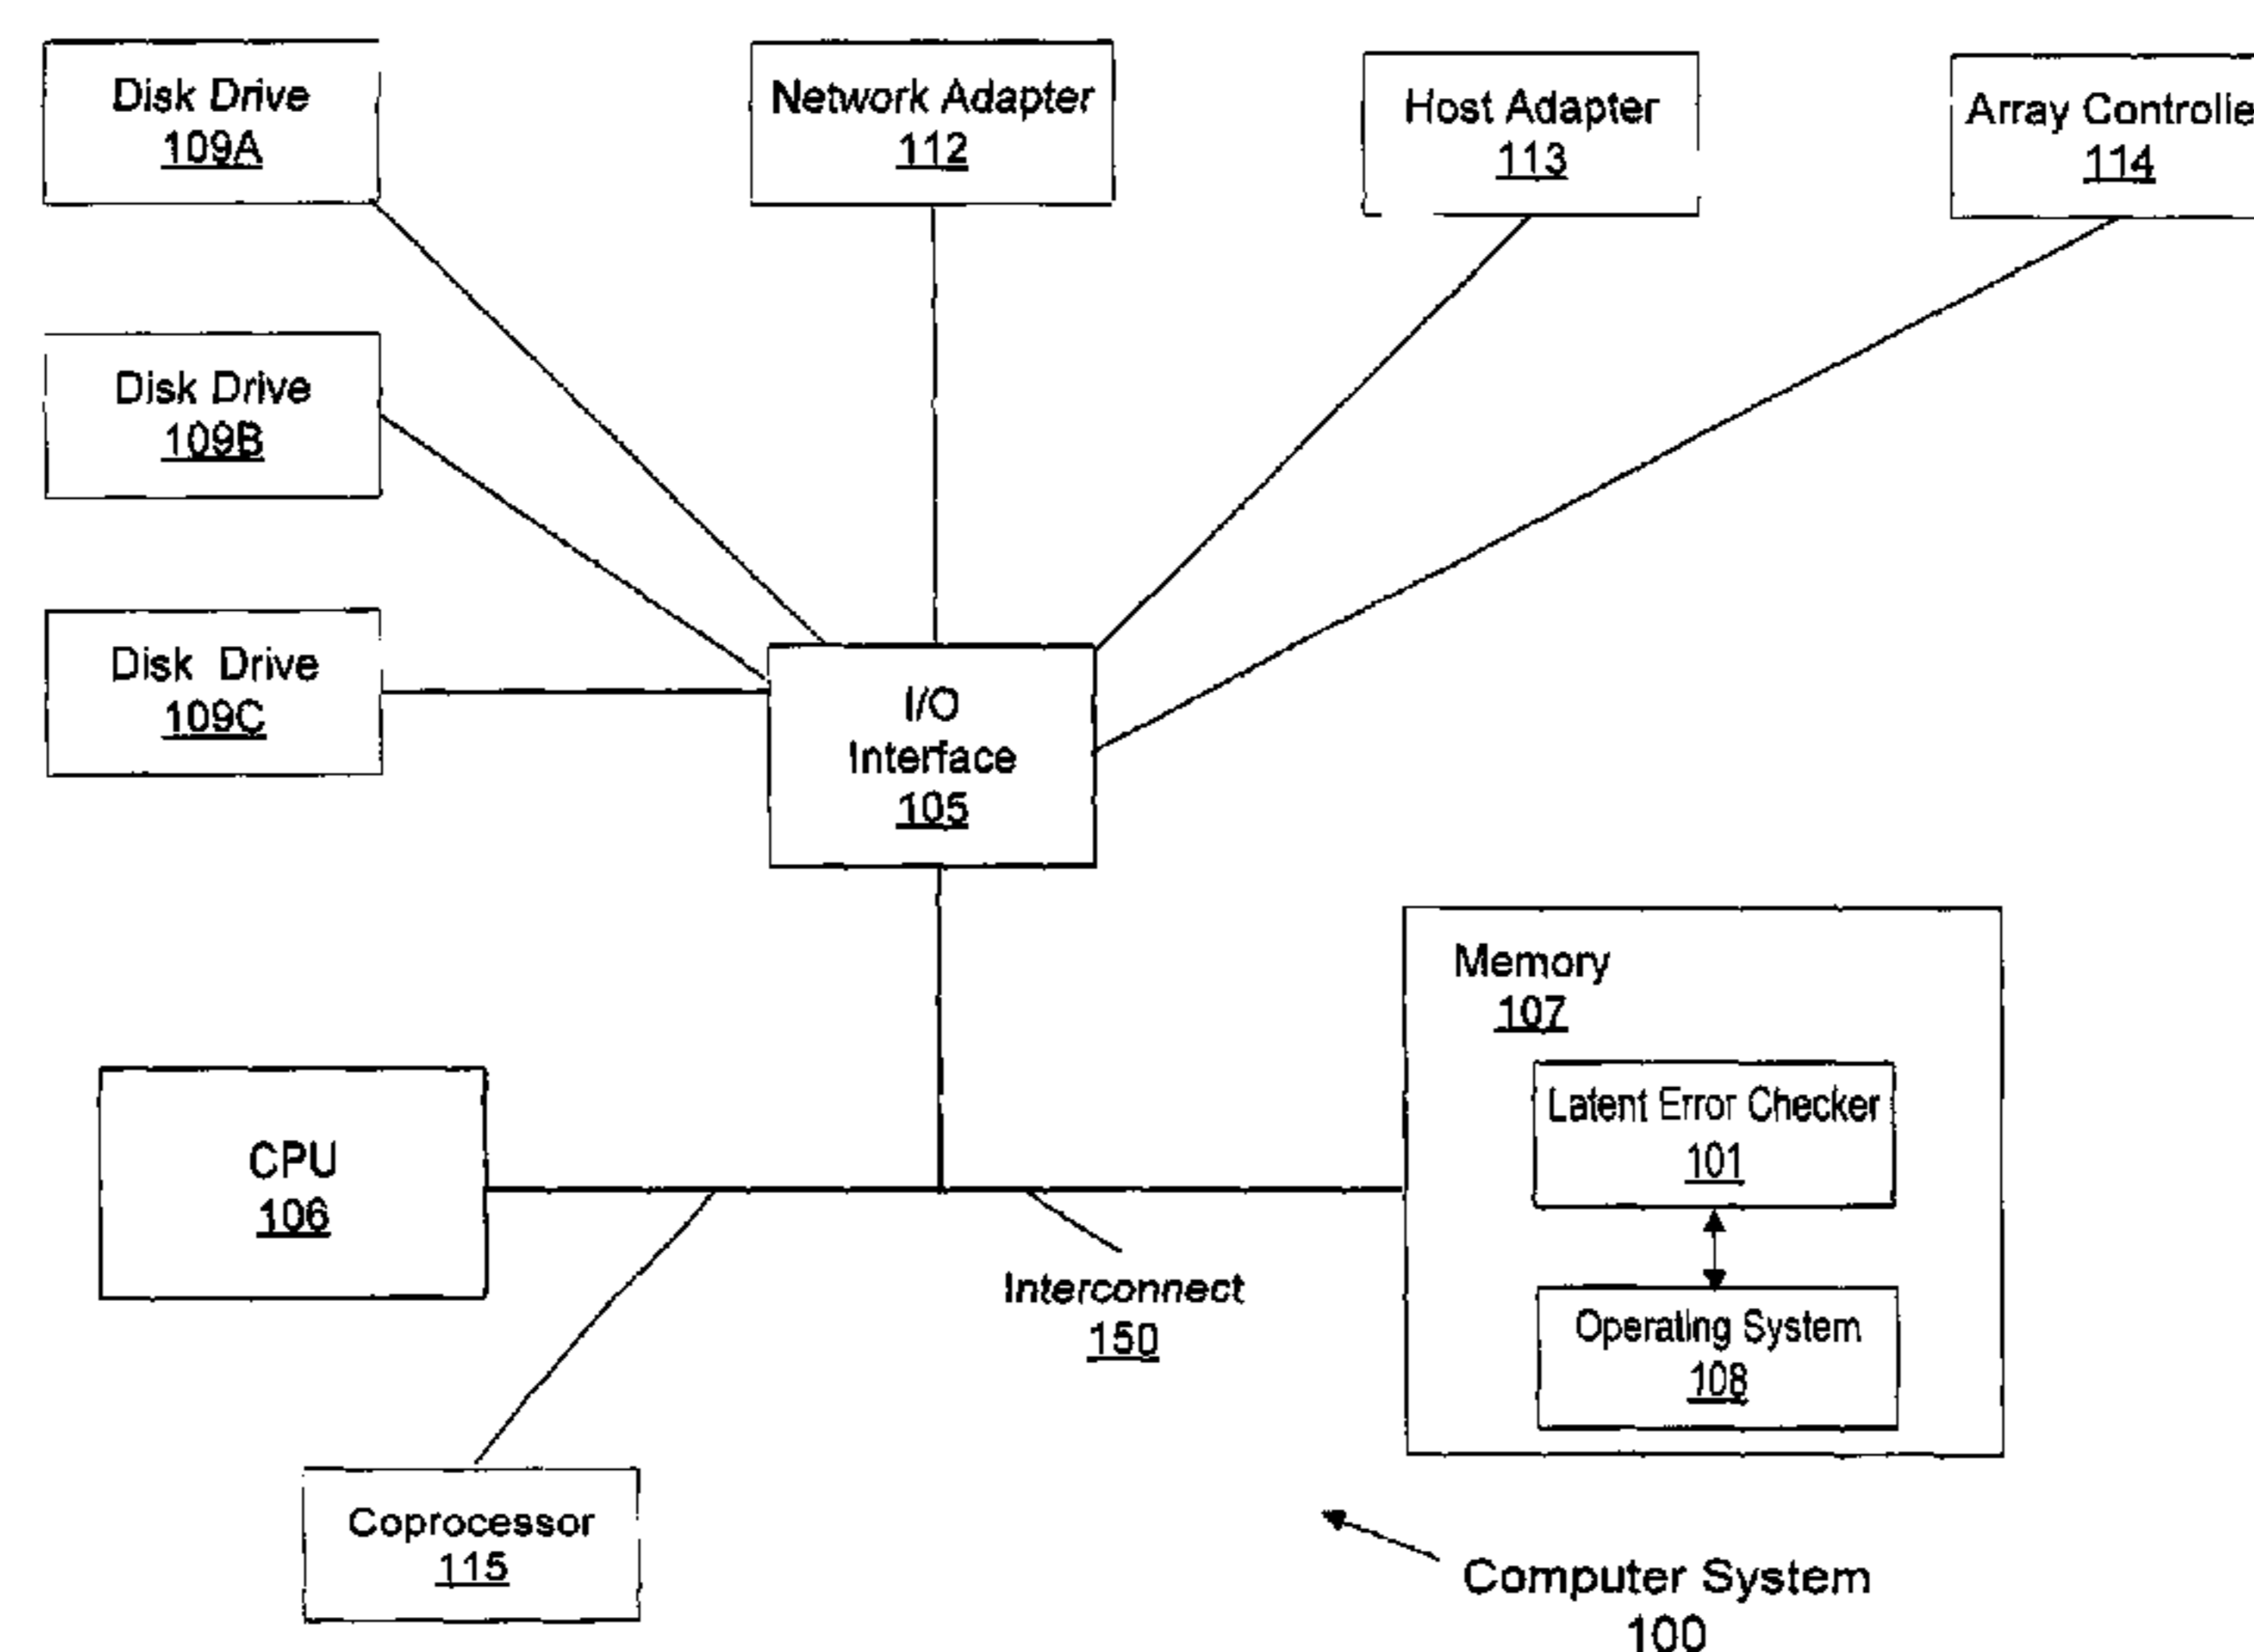 Disk Drive
109A
Network Adapter
112
Host Adapter
113
Array Controlle
114
Disk Drive
109B
Disk Drive
109C
I/O
Interface
105
Memory
107
Latent Error Checker
101
CPU
106
Interconnect
150
Operating System
108
Coprocessor
115
Computer System
100